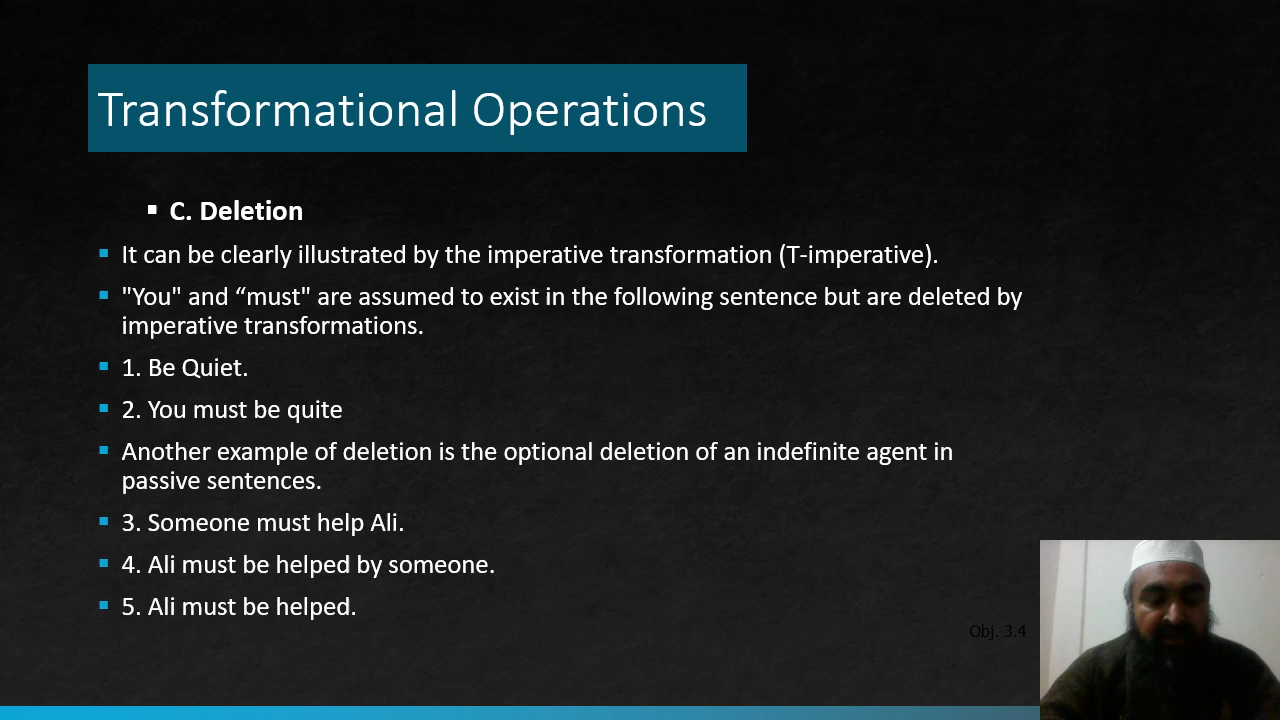 Transformational Operations
C. Deletion
It can be clearly illustrated by the imperative transformation (T-imperative).
"You" and “must" are assumed to exist in the following sentence but are deleted by
imperative transformations.
1. Be Quiet.
2. You must be quite
Another example of deletion is the optional deletion of an indefinite agent in
passive sentences.
3. Someone must help Ali.
4. Ali must be helped by someone.
5. Ali must be helped.
Obj. 3.4